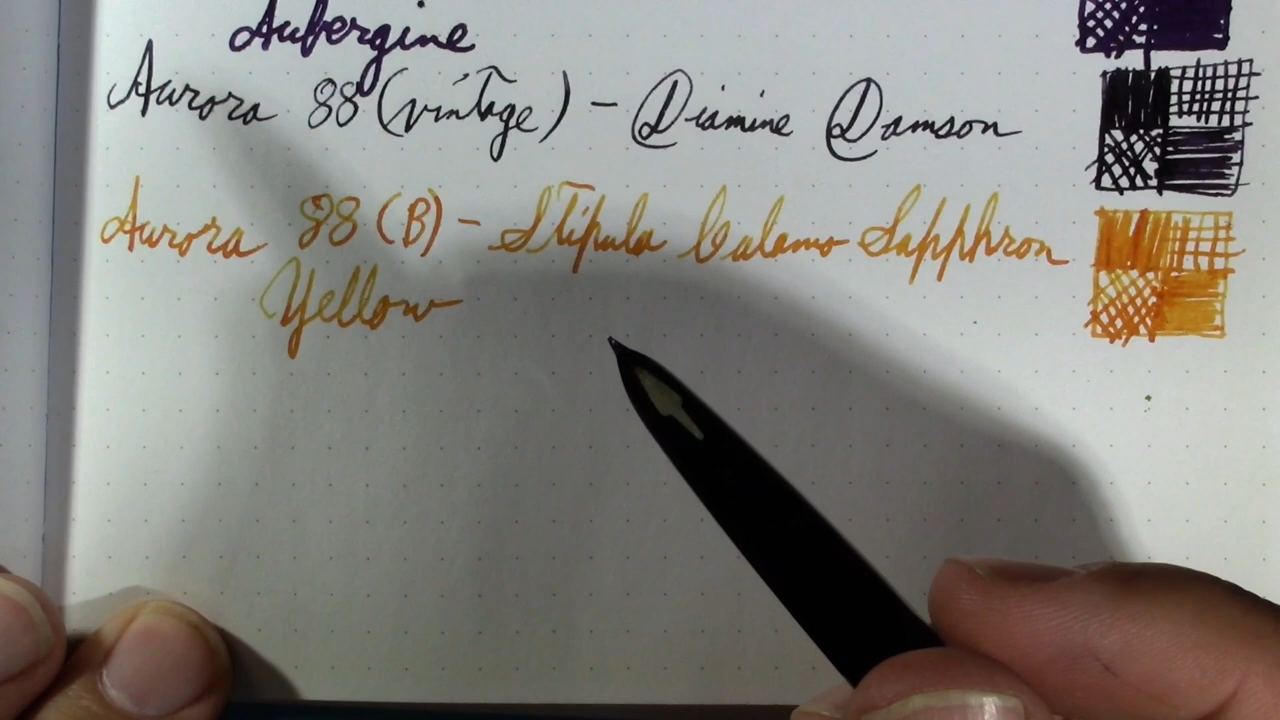 Aubergine
Aurora 88 (vintage) - Diamine Damson
Aurora 88 (B) - Stipula Calamo Sapphron
Yellow